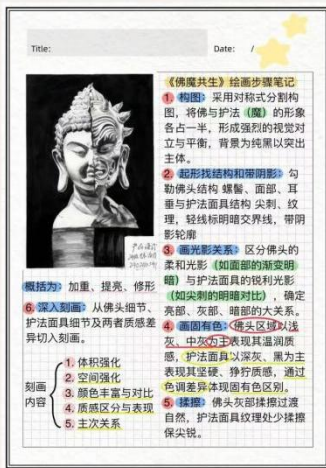 Title:
Date: /
《佛魔共生》绘画步骤笔记
1. 构图：采用对称式分割构
图，将佛与护法（魔）的形象
各占一半，形成强烈的视觉对
立与平衡，背景为纯黑以突出
主体。
2. 起形找结构和带阴影：勾
勒佛头结构 螺髻、面部、耳
垂与护法面具结构 尖刺、纹
理，轻线标明暗交界线，带阴
影轮廓
3. 画光影关系：区分佛头的
柔和光影（如面部的渐变明
暗）与护法面具的锐利光影
（如尖刺的明暗对比），确定
亮部、灰部、暗部的大关系。
4. 画固有色：佛头区域以浅
灰、中灰为主表现其温润质
感，护法面具以深灰、黑为主
表现其坚硬、狰狞质感，通过
色调差异体现固有色区别。
5. 揉擦：佛头灰部揉擦过渡
自然，护法面具纹理处少揉擦
保尖锐。
概括为：加重、提亮、修形
6. 深入刻画：从佛头细节、
护法面具细节及两者质感差
异切入刻画。
刻画
内容
1. 体积强化
2. 空间强化
3. 颜色丰富与对比
4. 质感区分与表现
5. 主次关系